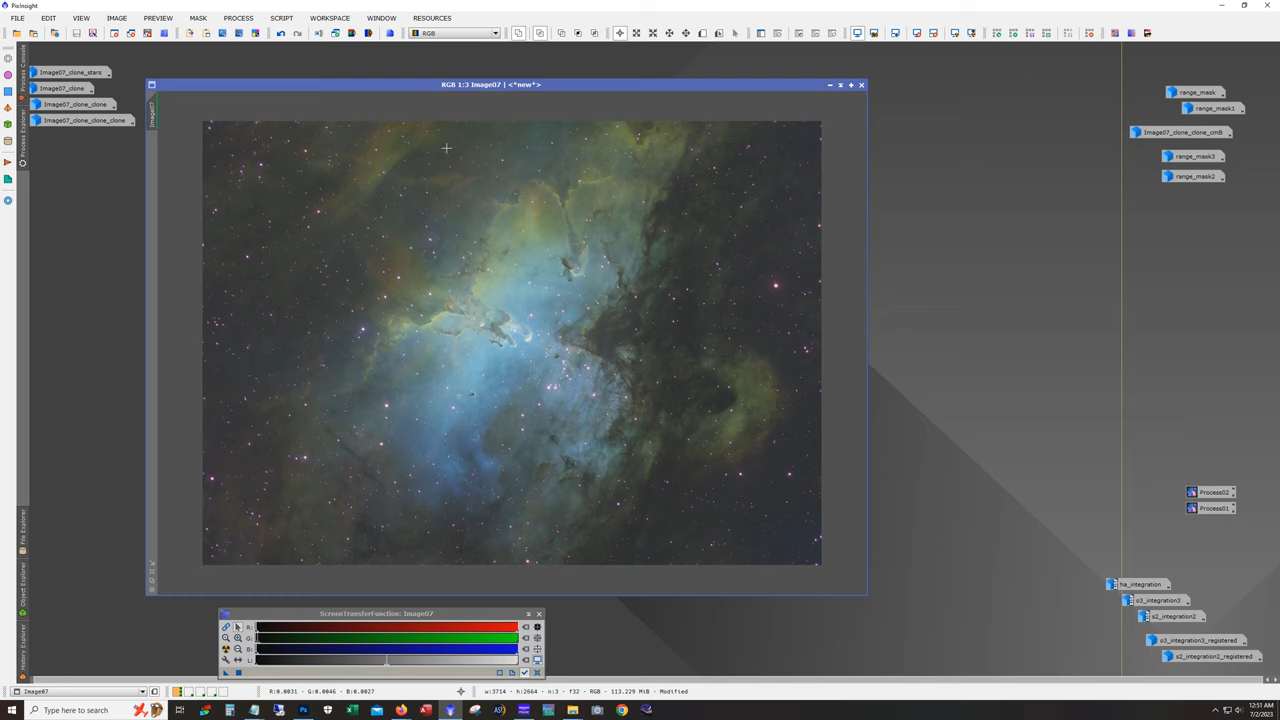 PixInsight
FILE EDIT VIEW IMAGE PREVIEW MASK PROCESS SCRIPT WORKSPACE WINDOW RESOURCES
RGB
Process Console
Process Explorer
File Explorer
Object Explorer
History Explorer
Image07_clone_stars
Image07_clone
Image07_clone_clone
Image07_clone_clone_clone
RGB 1:3 Image07 | <*new*>
Image07
range_mask
range_mask1
Image07_clone_clone_cmB
range_mask3
range_mask2
Process02
Process01
ha_integration
o3_integration3
s2_integration2
o3_integration3_registered
s2_integration2_registered
ScreenTransferFunction: Image07
R:
G:
B:
L:
Image07
R:0.0031 · G:0.0046 · B:0.0027
w:3714 · h:2664 · n:3 · f32 · RGB · 113.229 MiB · Modified
Type here to search
12:51 AM
7/2/2023